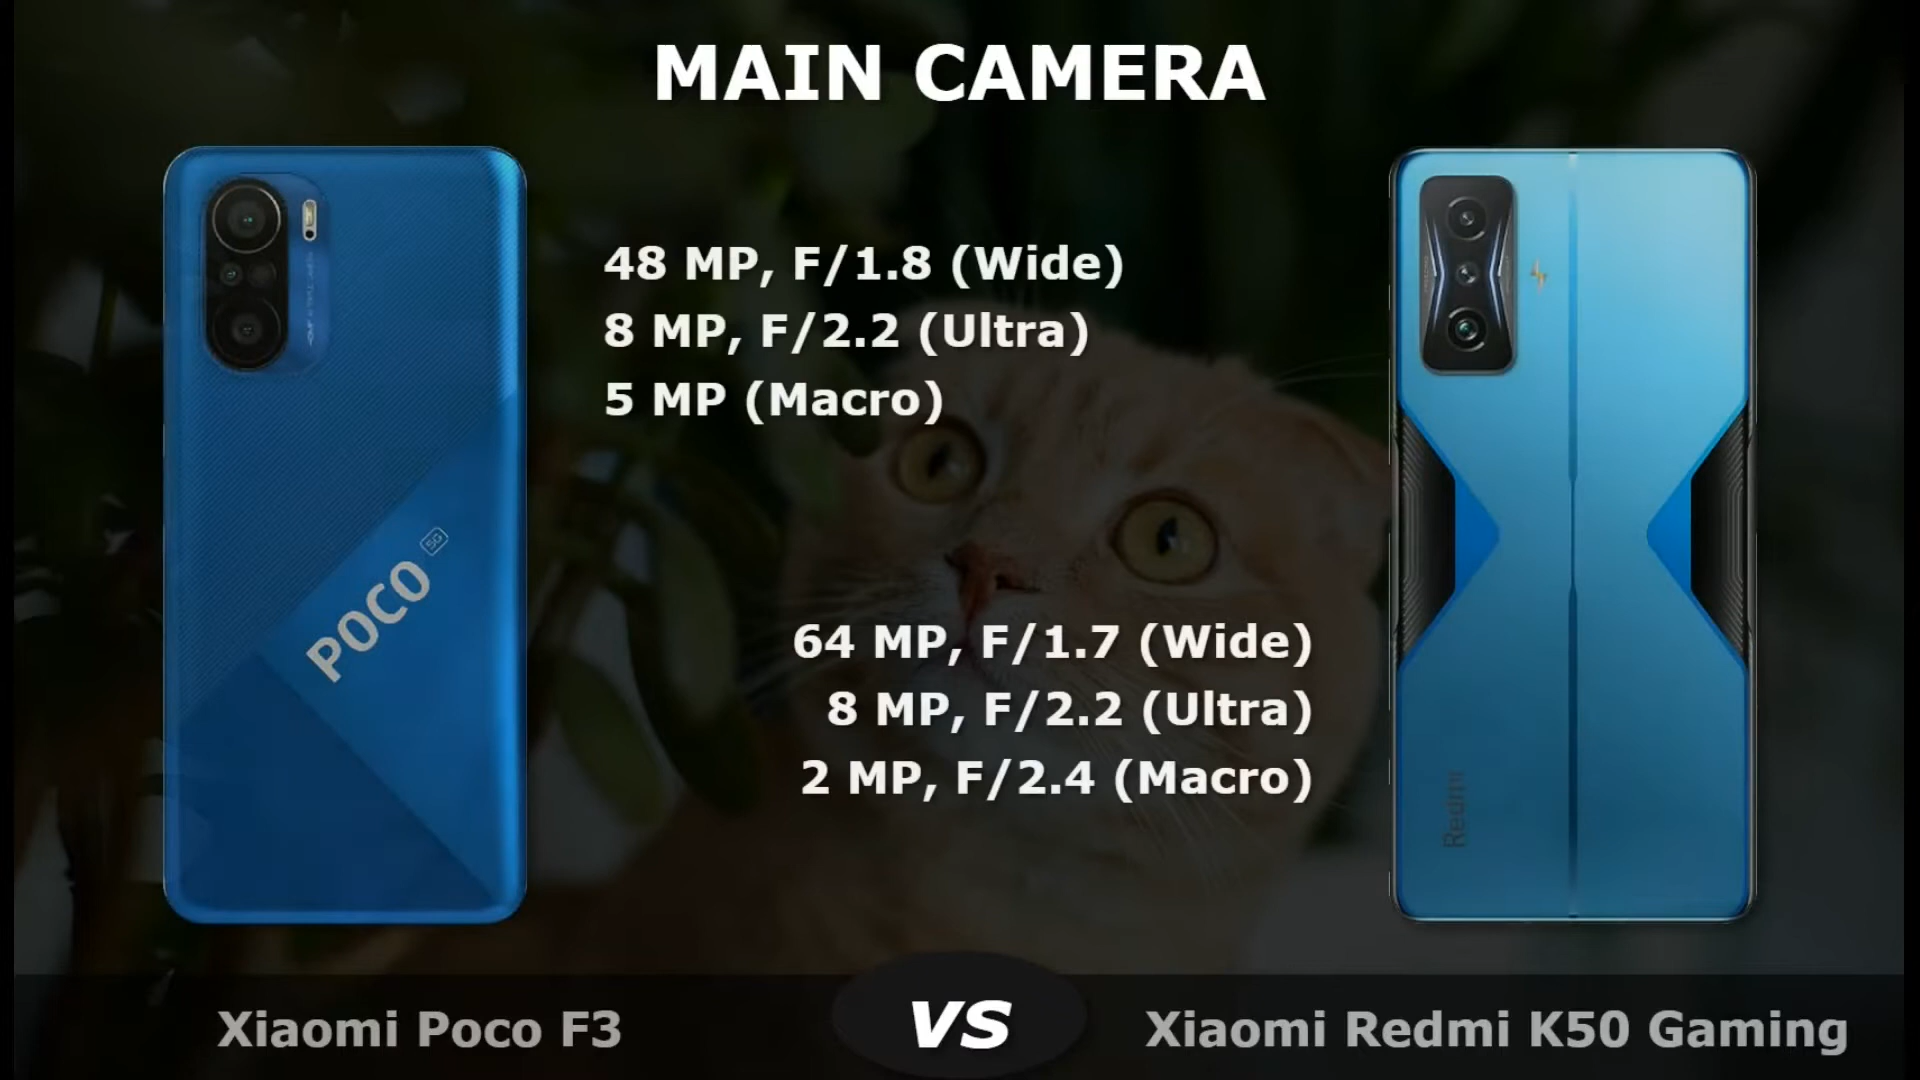 MAIN CAMERA
48 MP, F/1.8 (Wide)
8 MP, F/2.2 (Ultra)
5 MP (Macro)
POCO 5G
64 MP, F/1.7 (Wide)
8 MP, F/2.2 (Ultra)
2 MP, F/2.4 (Macro)
Redmi
Xiaomi Poco F3
VS
Xiaomi Redmi K50 Gaming